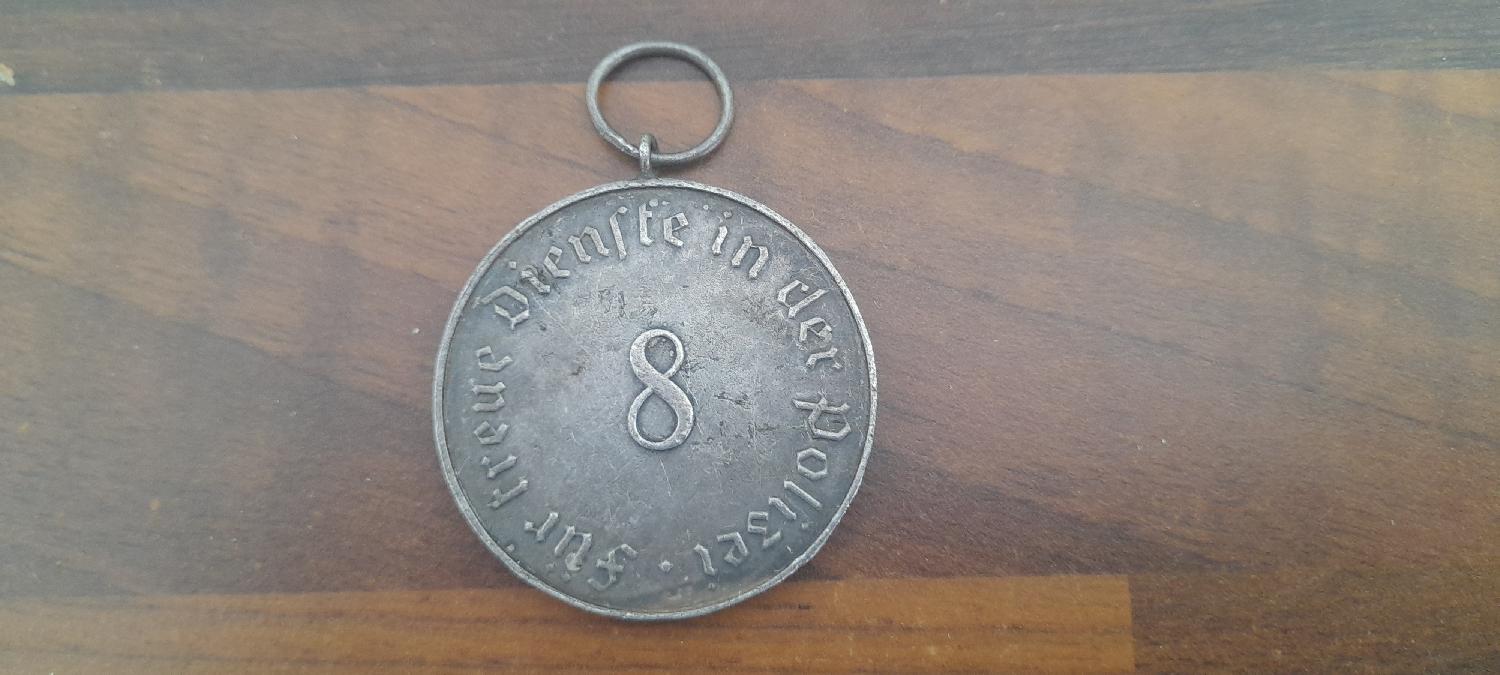 Für treue Dienste in der Polizei ·
8